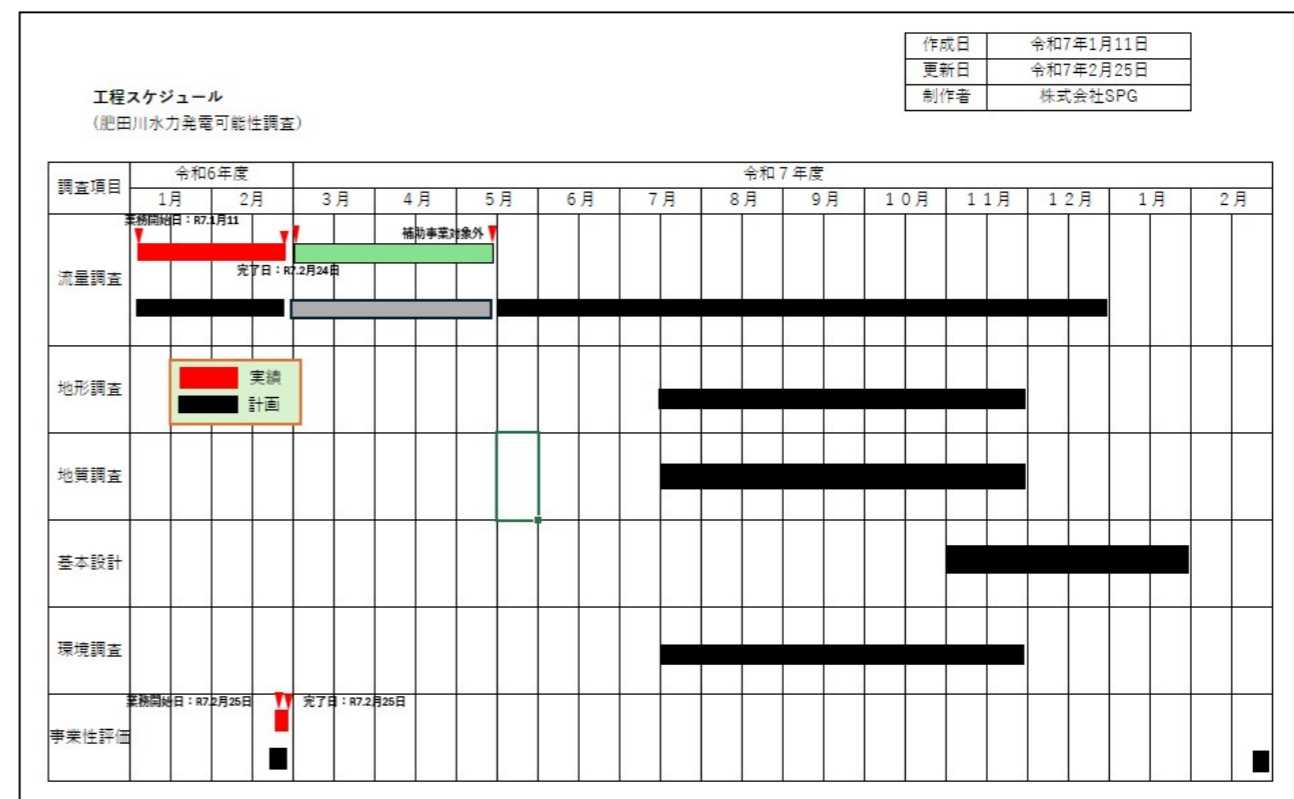 作成日 令和7年1月11日
更新日 令和7年2月25日
制作者 株式会社SPG
工程スケジュール
（肥田川水力発電可能性調査）
調査項目 令和6年度 令和７年度
1月 2月 ３月 ４月 ５月 ６月 ７月 ８月 ９月 １０月 １１月 １２月 １月 ２月
業務開始日：R7.1月11
補助事業対象外
流量調査
完了日：R7.2月24日
地形調査
実績
計画
地質調査
基本設計
環境調査
業務開始日：R7.2月25日 完了日：R7.2月25日
事業性評価